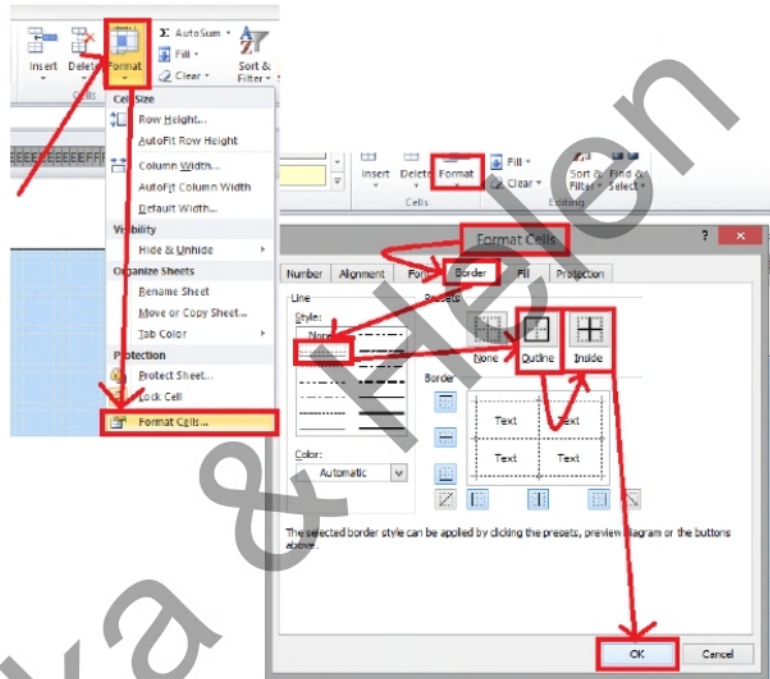 Σ AutoSum
Fill
Clear
Insert Delete Format
Sort &
Filter
Cells
Cell Size
Row Height...
AutoFit Row Height
Column Width...
AutoFit Column Width
Default Width...
Visibility
Hide & Unhide
Organize Sheets
Rename Sheet
Move or Copy Sheet...
Tab Color
Protection
Protect Sheet...
Lock Cell
Format Cells...
Insert Delete Format
Fill
Clear
Sort & Find &
Filter Select
Cells Editing
Format Cells
? ×
Number Alignment Font Border Fill Protection
Line
Style:
None
Presets
None Outline Inside
Border
Text Text
Text Text
Color:
Automatic
The selected border style can be applied by clicking the presets, preview diagram or the buttons
above.
OK Cancel
ka & Helen